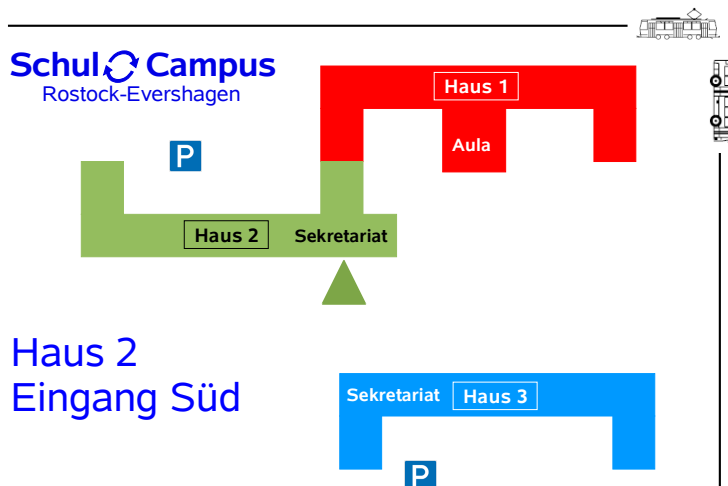 Schul Campus
Rostock-Evershagen
Haus 1
Aula
P
Haus 2
Sekretariat
Haus 2
Eingang Süd
Sekretariat
Haus 3
P